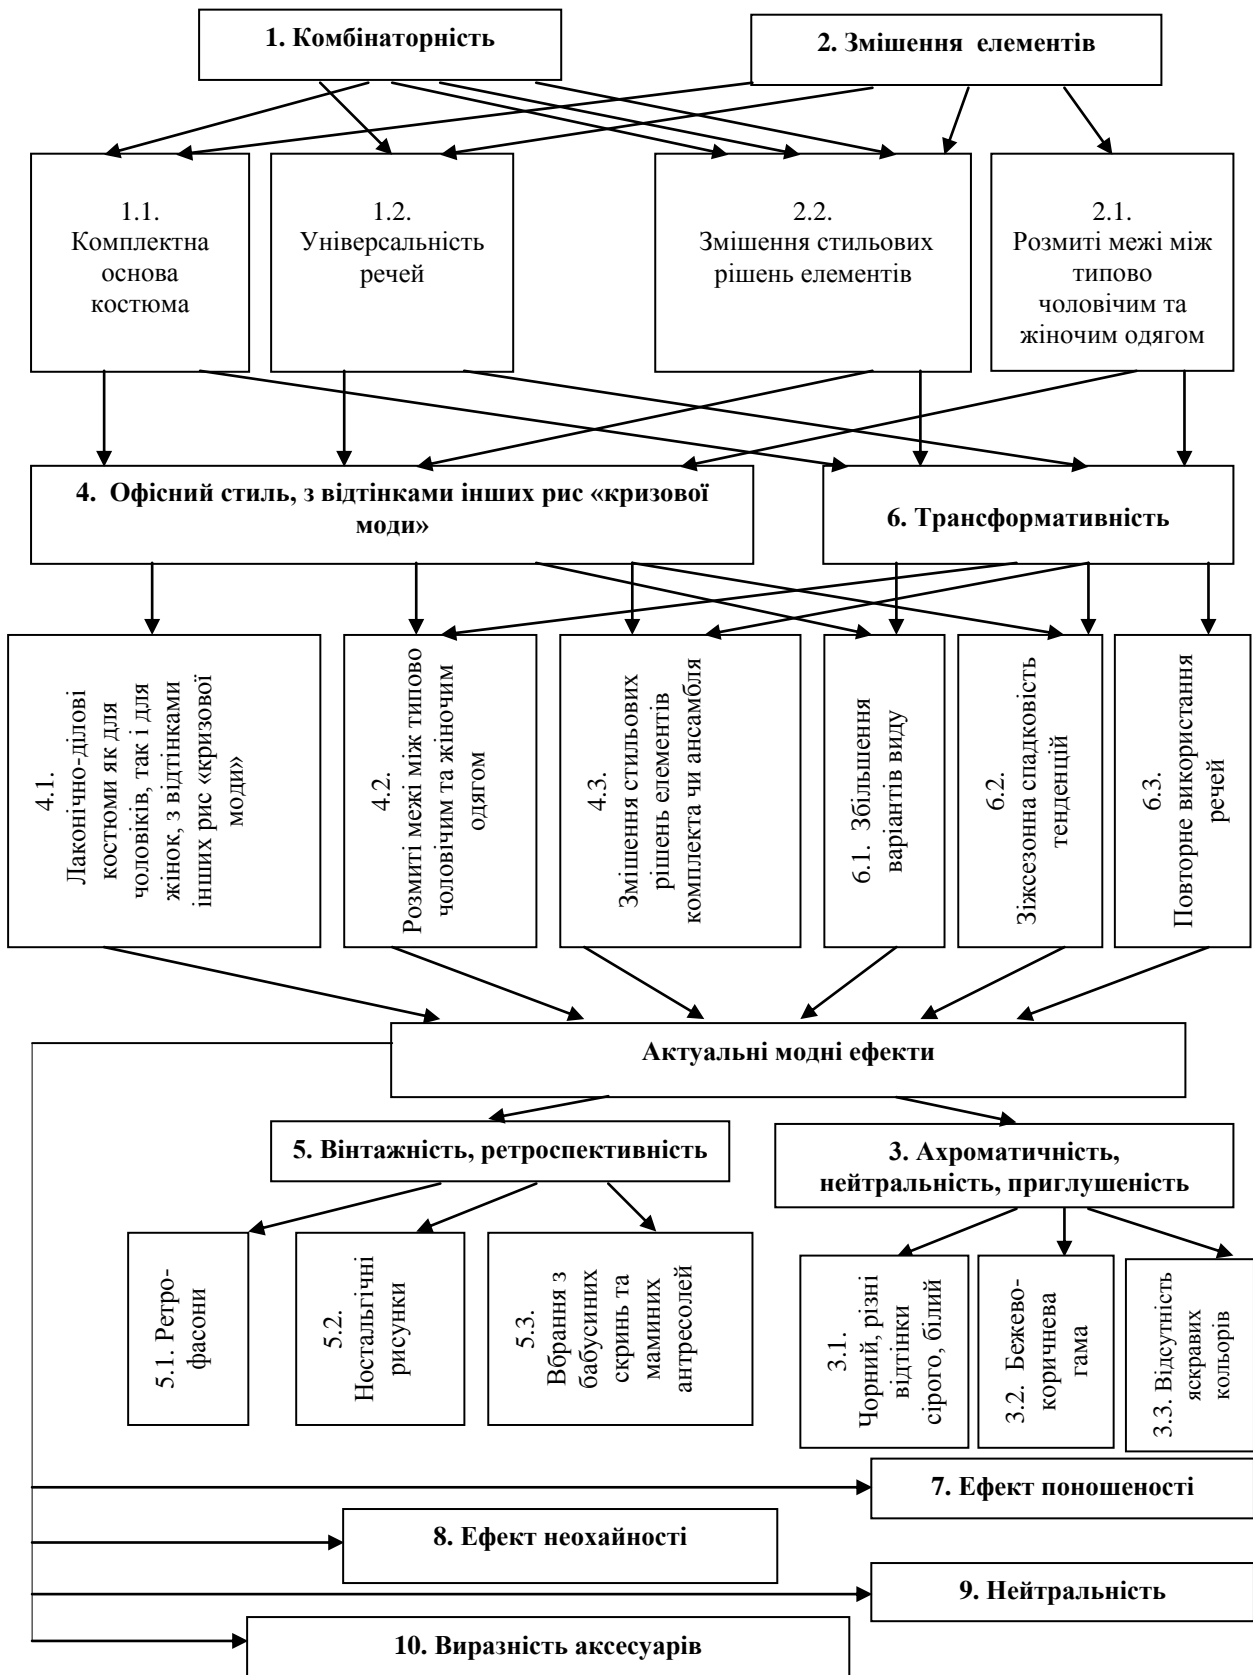 1. Комбінаторність
2. Змішення елементів
1.1.
Комплектна
основа
костюма
1.2.
Універсальність
речей
2.2.
Змішення стильових
рішень елементів
2.1.
Розмиті межі між
типово
чоловічим та
жіночим одягом
4. Офісний стиль, з відтінками інших рис «кризової
моди»
6. Трансформативність
4.1.
Лаконічно-ділові
костюми як для
чоловіків, так і для
жінок, з відтінками
інших рис «кризової
моди»
4.2.
Розмиті межі між типово
чоловічим та жіночим
одягом
4.3.
Змішення стильових
рішень елементів
комплекта чи ансамбля
6.1. Збільшення
варіантів виду
6.2.
Зіжсезонна спадковість
тенденцій
6.3.
Повторне використання
речей
Актуальні модні ефекти
5. Вінтажність, ретроспективність
3. Ахроматичність,
нейтральність, приглушеність
5.1. Ретро-
фасони
5.2.
Ностальгічні
рисунки
5.3.
Вбрання з
бабусиних
скринь та
маминих
антресолей
3.1.
Чорний, різні
відтінки
сірого, білий
3.2. Бежево-
коричнева
гама
3.3. Відсутність
яскравих
кольорів
7. Ефект поношеності
8. Ефект неохайності
9. Нейтральність
10. Виразність аксесуарів